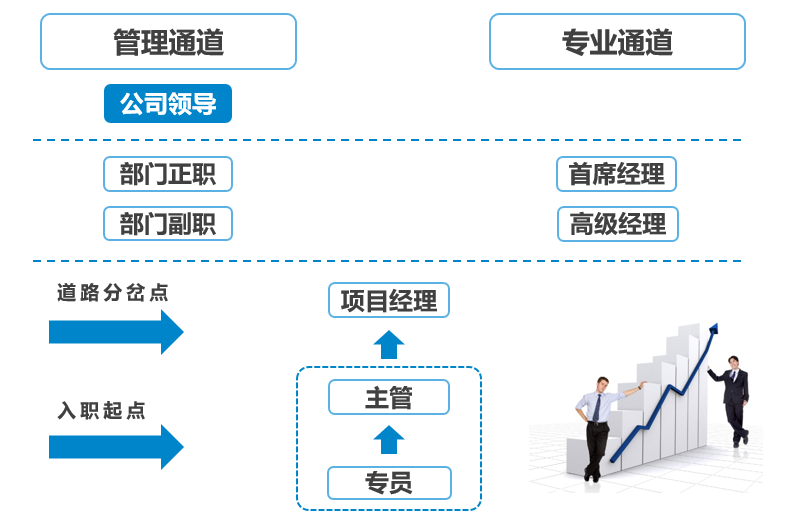 管理通道
专业通道
公司领导
部门正职
首席经理
部门副职
高级经理
道路分岔点
项目经理
主管
入职起点
专员